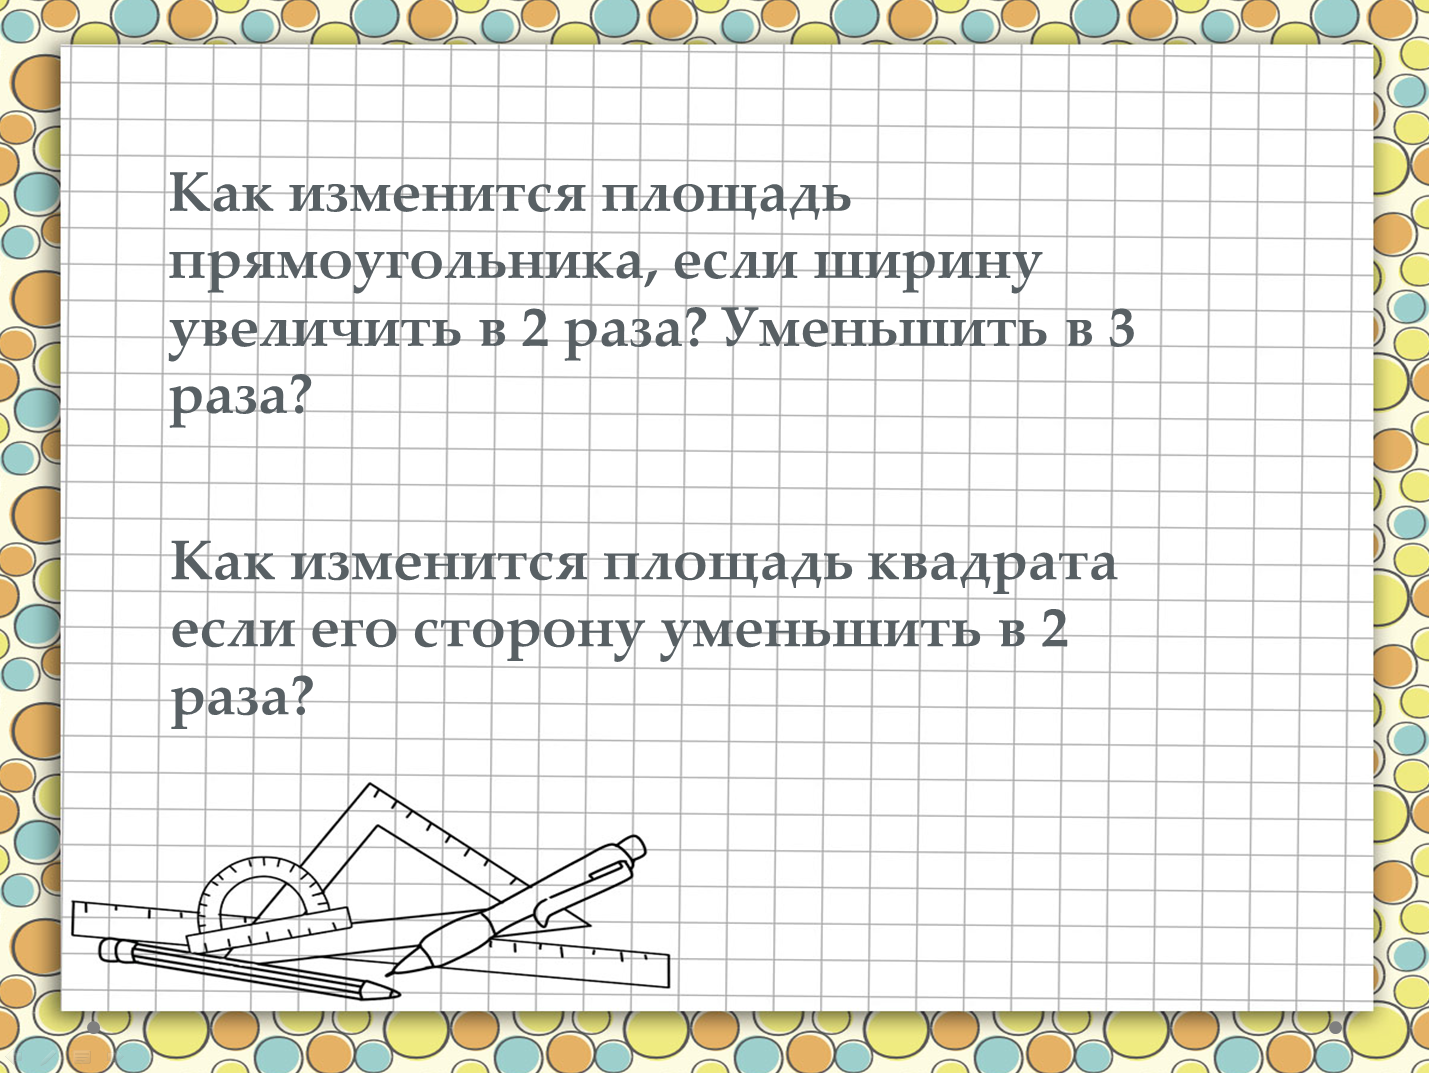 Как изменится площадь
прямоугольника, если ширину
увеличить в 2 раза? Уменьшить в 3
раза?
Как изменится площадь квадрата
если его сторону уменьшить в 2
раза?